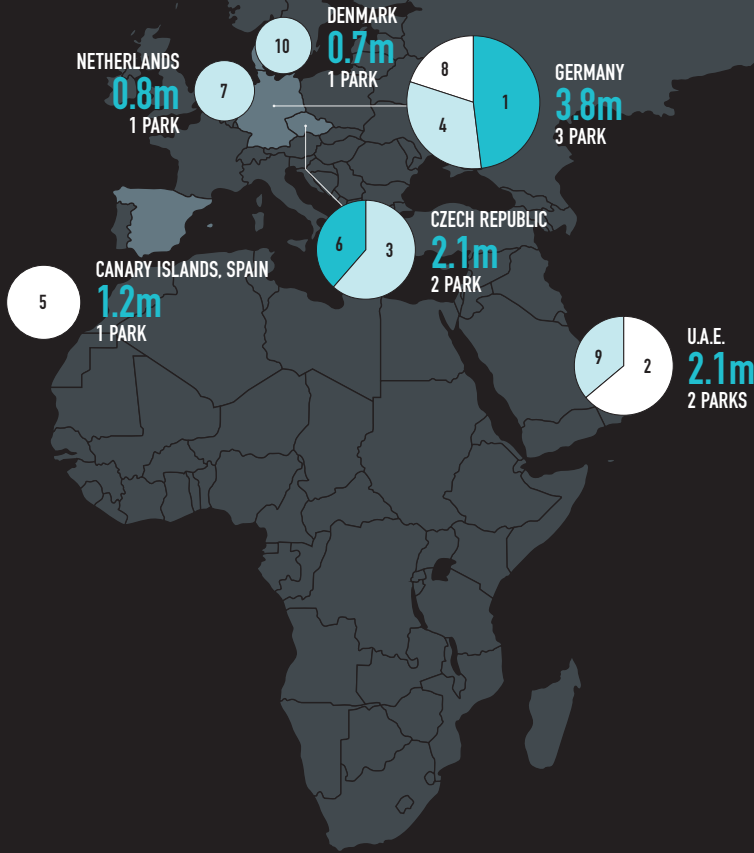 DENMARK
0.7m
1 PARK
10
NETHERLANDS
0.8m
1 PARK
7
GERMANY
3.8m
3 PARK
8
1
4
CZECH REPUBLIC
2.1m
2 PARK
6
3
CANARY ISLANDS, SPAIN
1.2m
1 PARK
5
U.A.E.
2.1m
2 PARKS
9
2